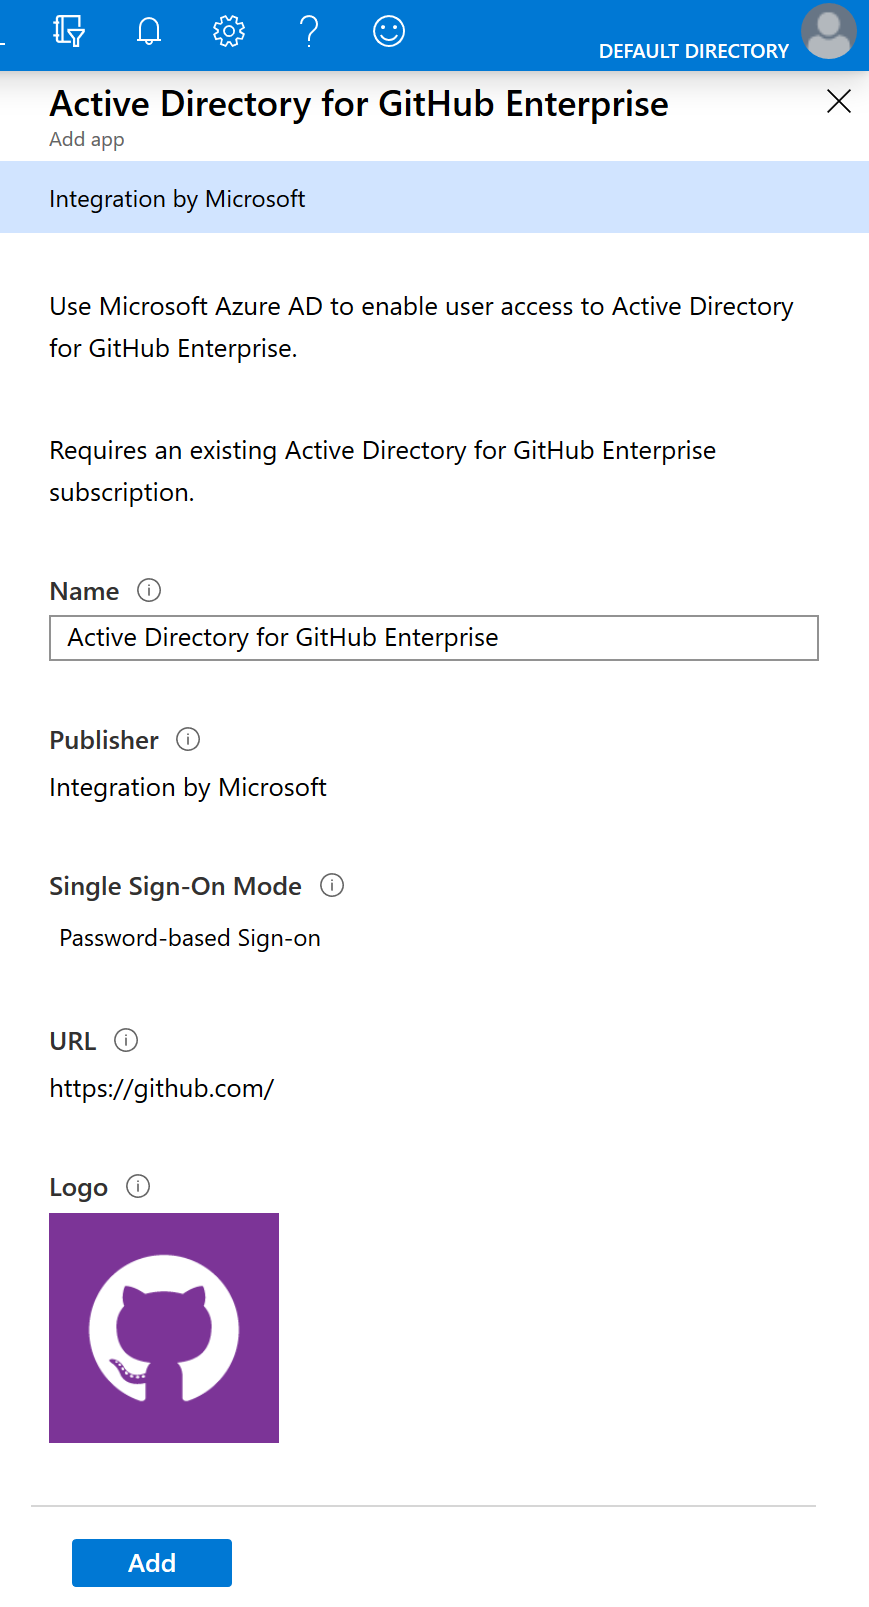 DEFAULT DIRECTORY
Active Directory for GitHub Enterprise
Add app
Integration by Microsoft
Use Microsoft Azure AD to enable user access to Active Directory
for GitHub Enterprise.
Requires an existing Active Directory for GitHub Enterprise
subscription.
Name
Active Directory for GitHub Enterprise
Publisher
Integration by Microsoft
Single Sign-On Mode
Password-based Sign-on
URL
https://github.com/
Logo
Add